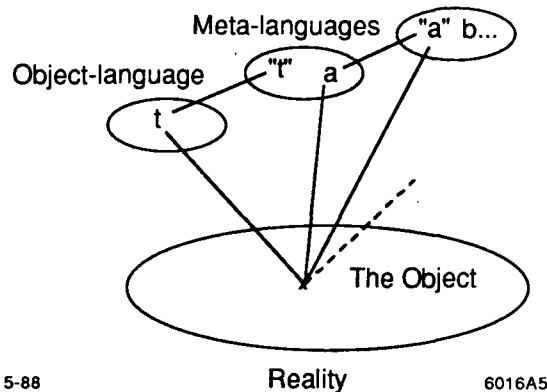 Meta-languages
"a" b...
Object-language
"t" a
t
The Object
5-88 Reality 6016A5